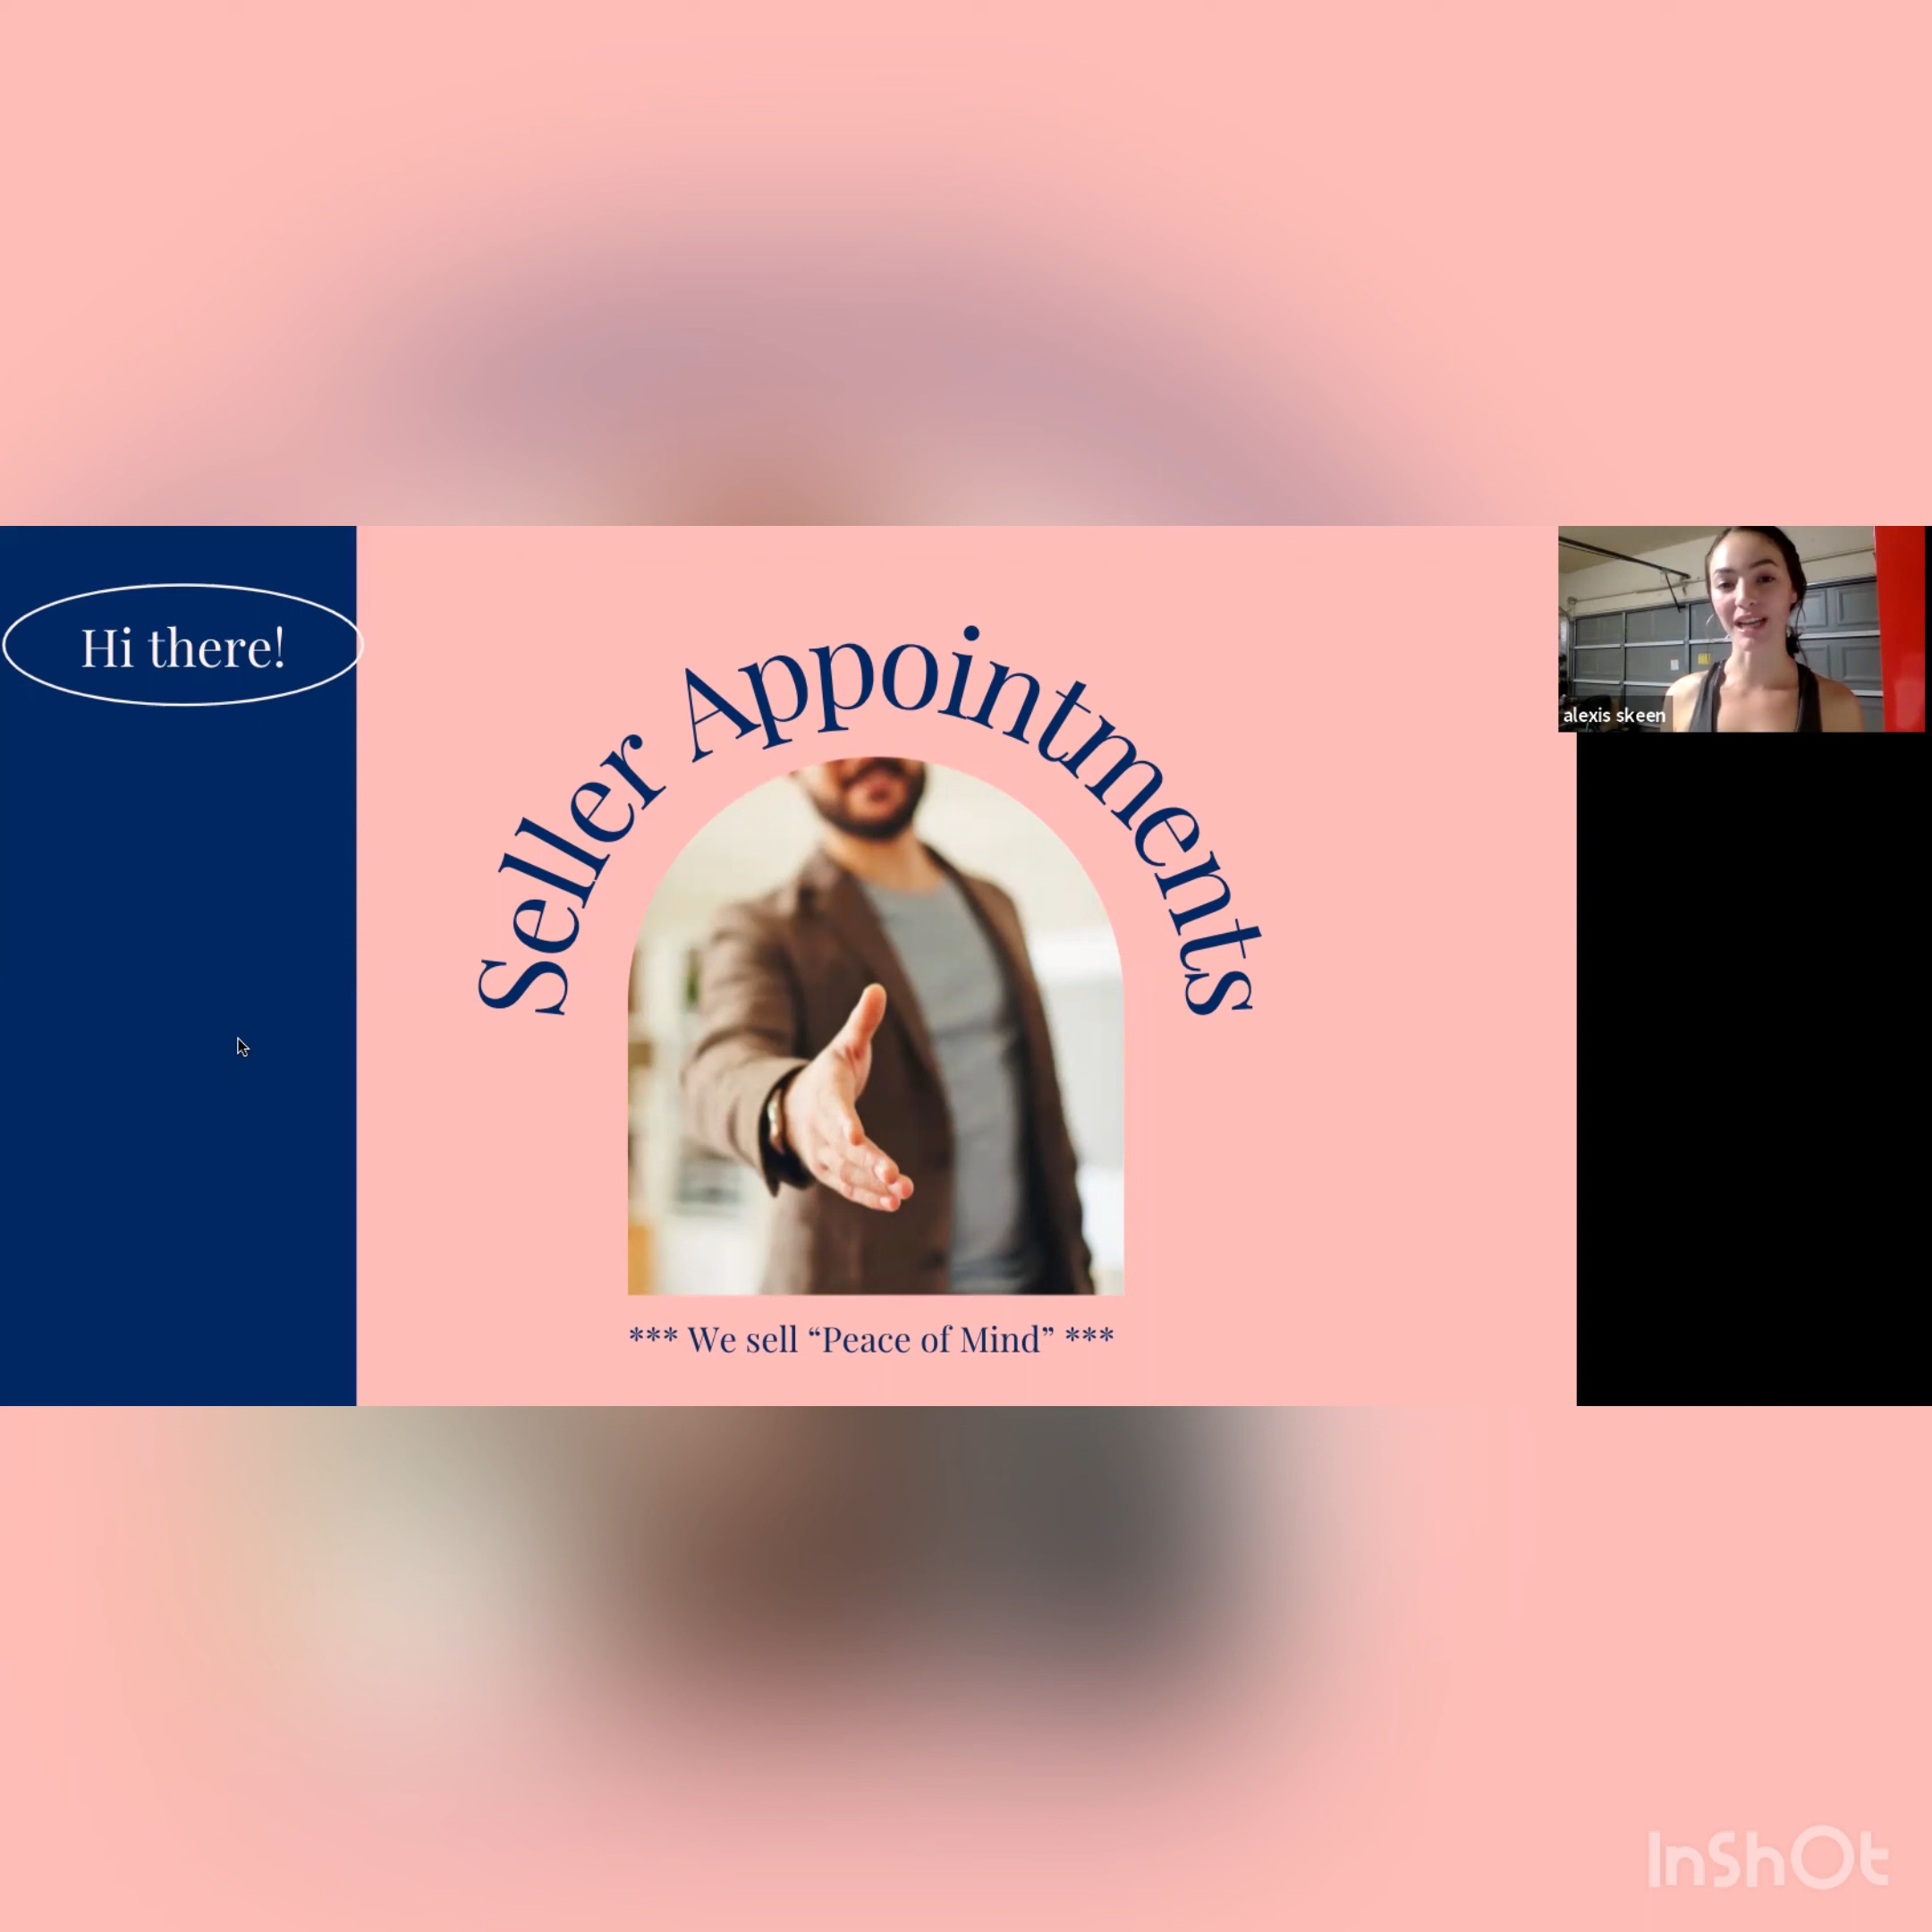 Hi there!
Seller Appointments
alexis skeen
*** We sell “Peace of Mind” ***
InShOt